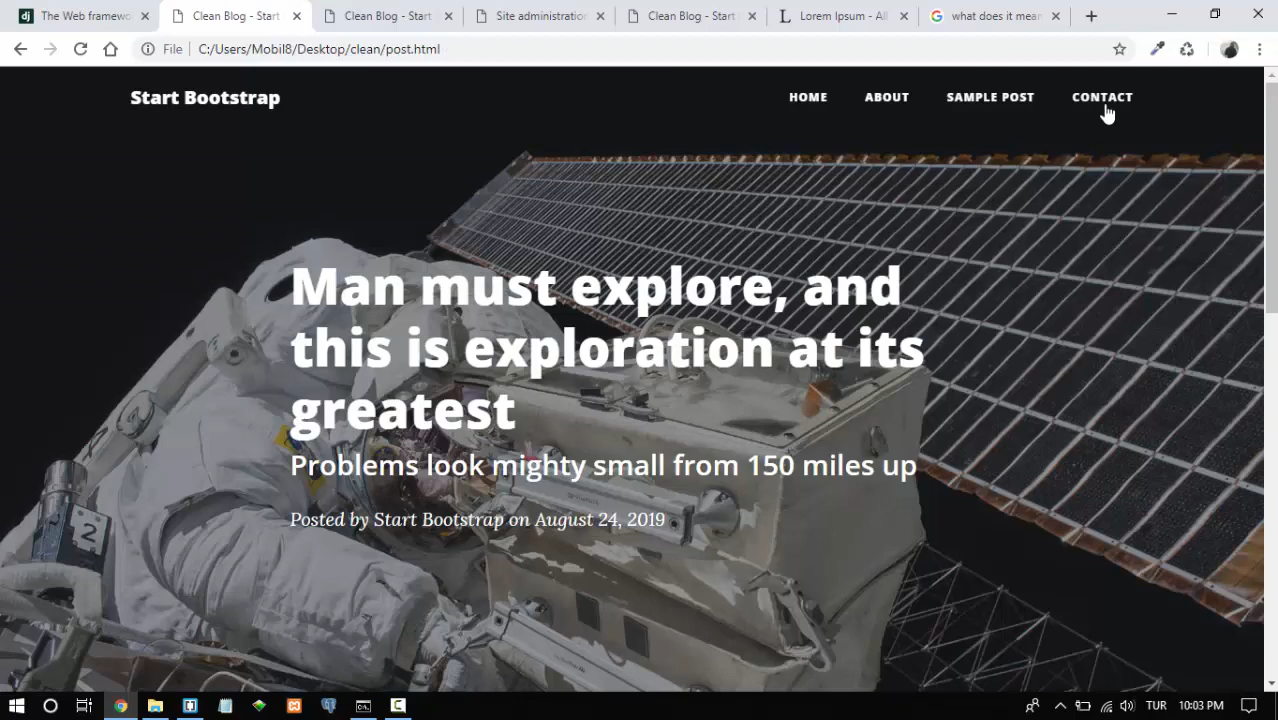 The Web framewo
Clean Blog - Start
Clean Blog - Start
Site administration
Clean Blog - Start
Lorem Ipsum - All
what does it mean
File
C:/Users/Mobil8/Desktop/clean/post.html
Start Bootstrap
HOME
ABOUT
SAMPLE POST
CONTACT
Man must explore, and
this is exploration at its
greatest
Problems look mighty small from 150 miles up
Posted by Start Bootstrap on August 24, 2019
2
TUR
10:03 PM